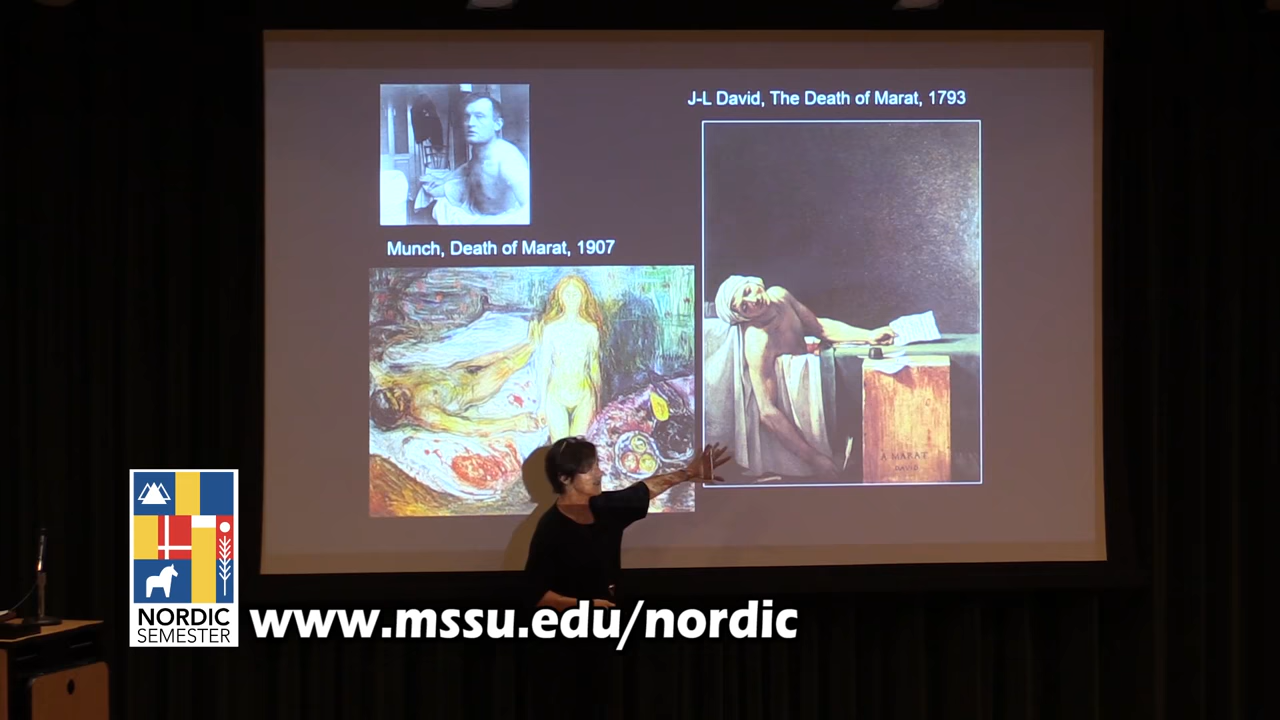 J-L David, The Death of Marat, 1793
Munch, Death of Marat, 1907
A MARAT
DAVID
NORDIC
SEMESTER
www.mssu.edu/nordic